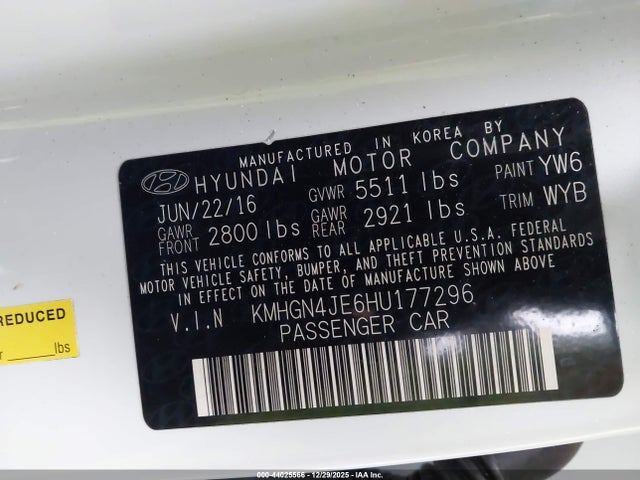 MANUFACTURED IN KOREA BY
HYUNDAI MOTOR COMPANY
JUN/22/16 GVWR 5511 lbs PAINT YW6
GAWR FRONT 2800 lbs GAWR REAR 2921 lbs TRIM WYB
THIS VEHICLE CONFORMS TO ALL APPLICABLE U.S.A. FEDERAL
MOTOR VEHICLE SAFETY, BUMPER, AND THEFT PREVENTION STANDARDS
IN EFFECT ON THE DATE OF MANUFACTURE SHOWN ABOVE.
V.I.N KMHGN4JE6HU177296
PASSENGER CAR
REDUCED
r _____lbs
000-44025566 - 12/29/2025 - IAA Inc.